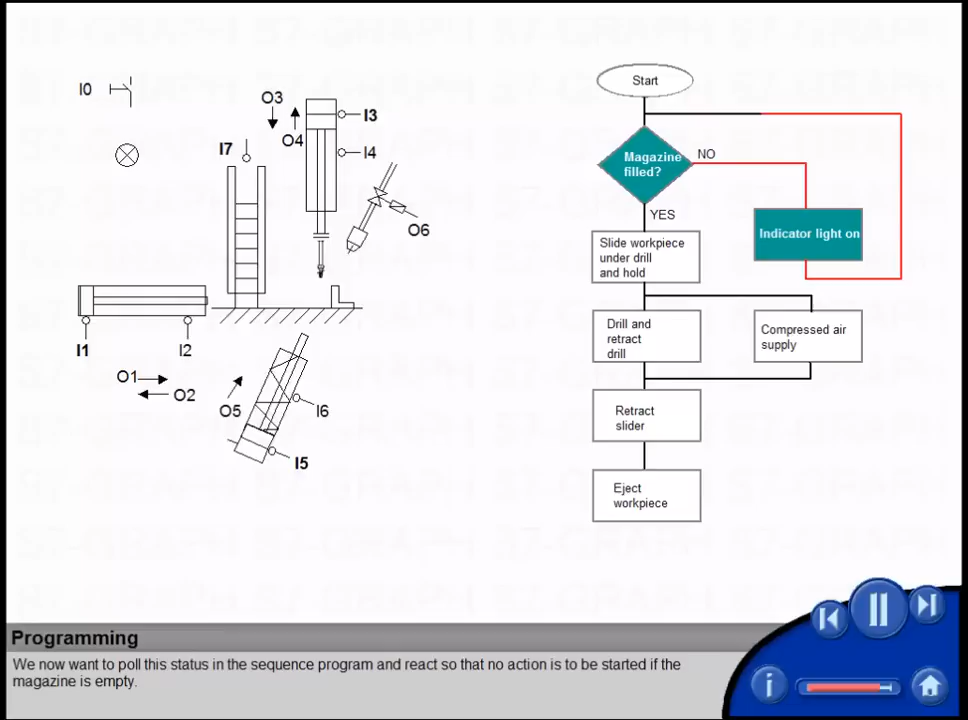 I0
O3
O4
I3
I4
I7
O6
I1
I2
O1
O2
O5
I6
I5
Start
Magazine
filled?
NO
YES
Indicator light on
Slide workpiece
under drill
and hold
Drill and
retract
drill
Compressed air
supply
Retract
slider
Eject
workpiece
Programming
We now want to poll this status in the sequence program and react so that no action is to be started if the
magazine is empty.
i